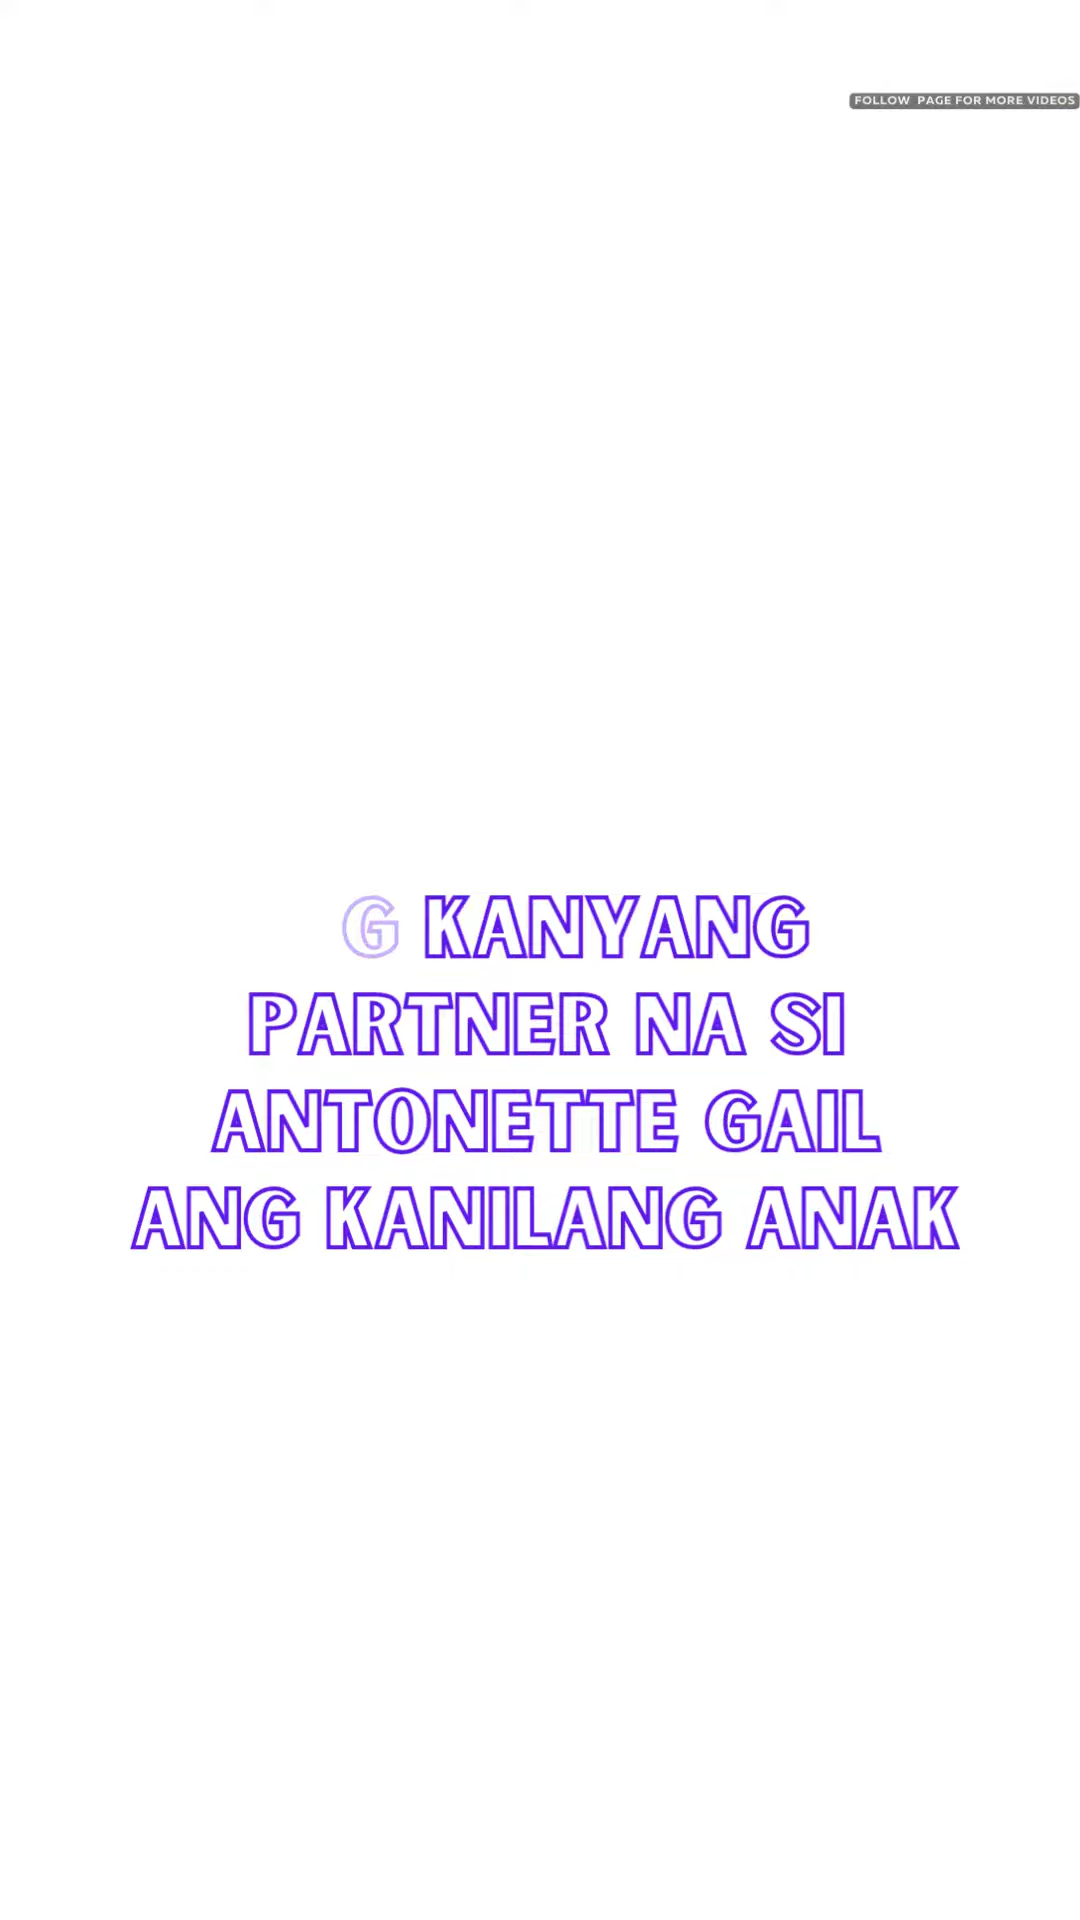 FOLLOW PAGE FOR MORE VIDEOS
G KANYANG
PARTNER NA SI
ANTONETTE GAIL
ANG KANILANG ANAK